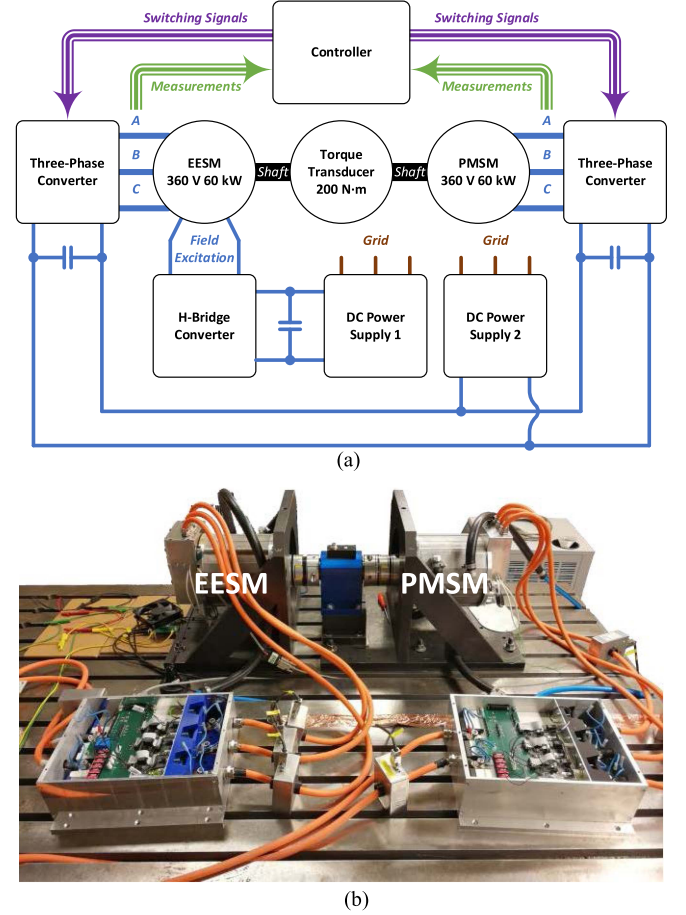 Switching Signals
Switching Signals
Controller
Measurements
Measurements
A
A
Three-Phase
Converter
B
C
EESM
360 V 60 kW
Shaft
Torque
Transducer
200 N·m
Shaft
PMSM
360 V 60 kW
B
C
Three-Phase
Converter
Field
Excitation
Grid
Grid
H-Bridge
Converter
DC Power
Supply 1
DC Power
Supply 2
(a)
EESM
PMSM
(b)